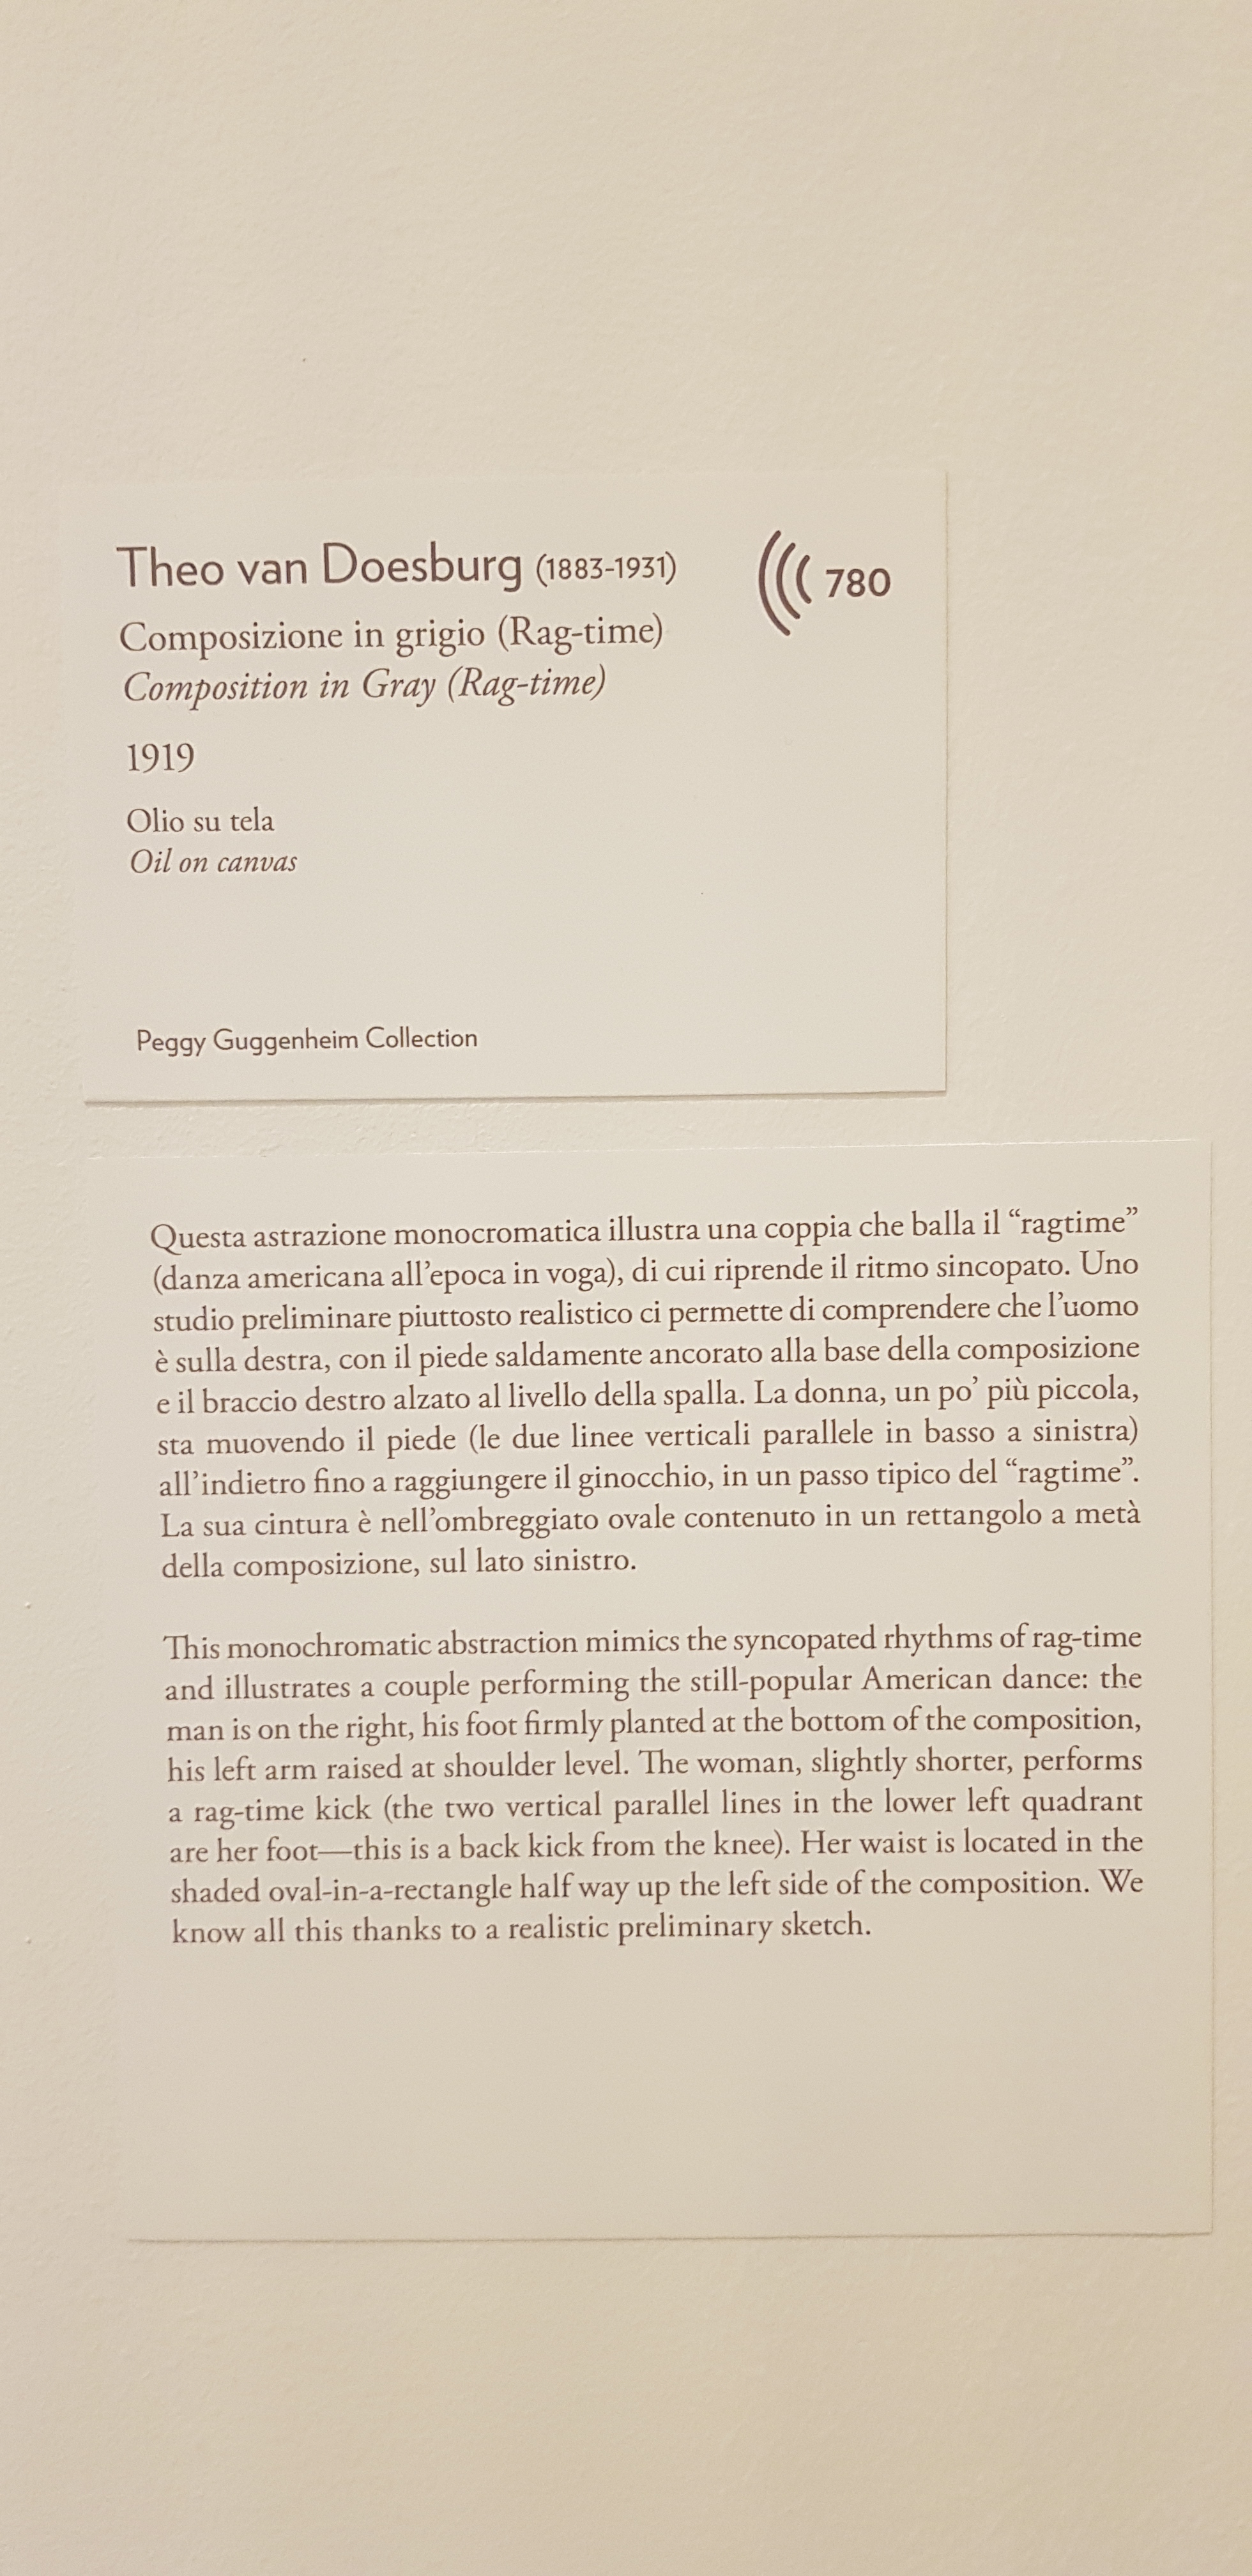 Theo van Doesburg (1883-1931)
780
Composizione in grigio (Rag-time)
Composition in Gray (Rag-time)
1919
Olio su tela
Oil on canvas
Peggy Guggenheim Collection
Questa astrazione monocromatica illustra una coppia che balla il “ragtime”
(danza americana all’epoca in voga), di cui riprende il ritmo sincopato. Uno
studio preliminare piuttosto realistico ci permette di comprendere che l’uomo
è sulla destra, con il piede saldamente ancorato alla base della composizione
e il braccio destro alzato al livello della spalla. La donna, un po’ più piccola,
sta muovendo il piede (le due linee verticali parallele in basso a sinistra)
all’indietro fino a raggiungere il ginocchio, in un passo tipico del “ragtime”.
La sua cintura è nell’ombreggiato ovale contenuto in un rettangolo a metà
della composizione, sul lato sinistro.
This monochromatic abstraction mimics the syncopated rhythms of rag-time
and illustrates a couple performing the still-popular American dance: the
man is on the right, his foot firmly planted at the bottom of the composition,
his left arm raised at shoulder level. The woman, slightly shorter, performs
a rag-time kick (the two vertical parallel lines in the lower left quadrant
are her foot—this is a back kick from the knee). Her waist is located in the
shaded oval-in-a-rectangle half way up the left side of the composition. We
know all this thanks to a realistic preliminary sketch.